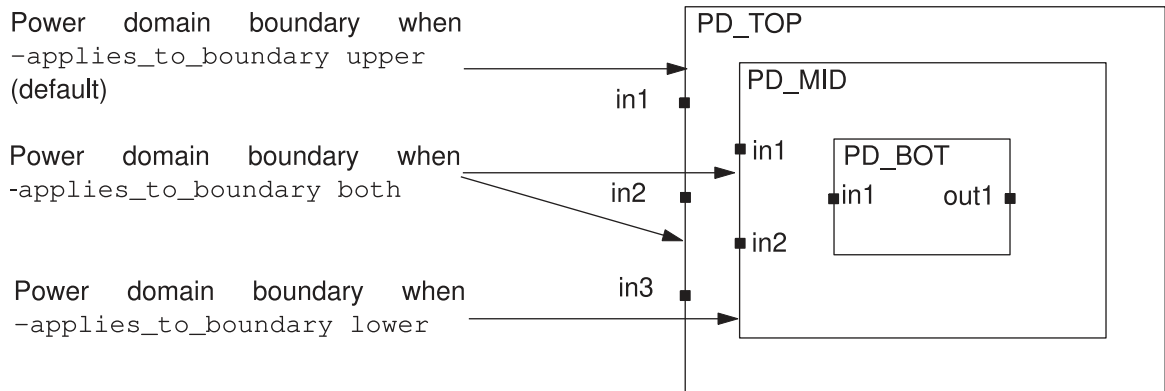 Power domain boundary when
-applies_to_boundary upper
(default)
Power domain boundary when
-applies_to_boundary both
Power domain boundary when
-applies_to_boundary lower
PD_TOP
in1
in2
in3
PD_MID
in1
in2
PD_BOT
in1 out1